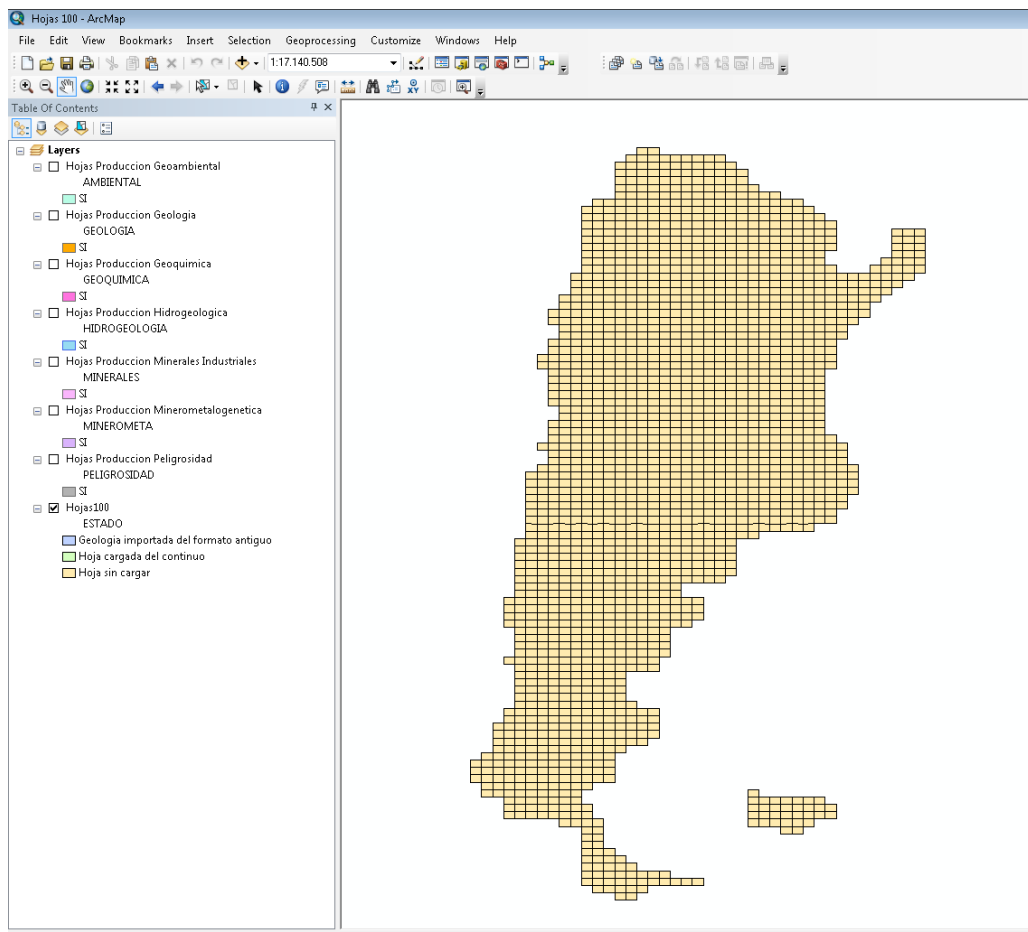 Hojas 100 - ArcMap
File Edit View Bookmarks Insert Selection Geoprocessing Customize Windows Help
1:17.140.508
Table Of Contents
Layers
Hojas Produccion Geoambiental
AMBIENTAL
SI
Hojas Produccion Geologia
GEOLOGIA
SI
Hojas Produccion Geoquimica
GEOQUIMICA
SI
Hojas Produccion Hidrogeologica
HIDROGEOLOGIA
SI
Hojas Produccion Minerales Industriales
MINERALES
SI
Hojas Produccion Minerometalogenetica
MINEROMETA
SI
Hojas Produccion Peligrosidad
PELIGROSIDAD
SI
Hojas100
ESTADO
Geologia importada del formato antiguo
Hoja cargada del continuo
Hoja sin cargar